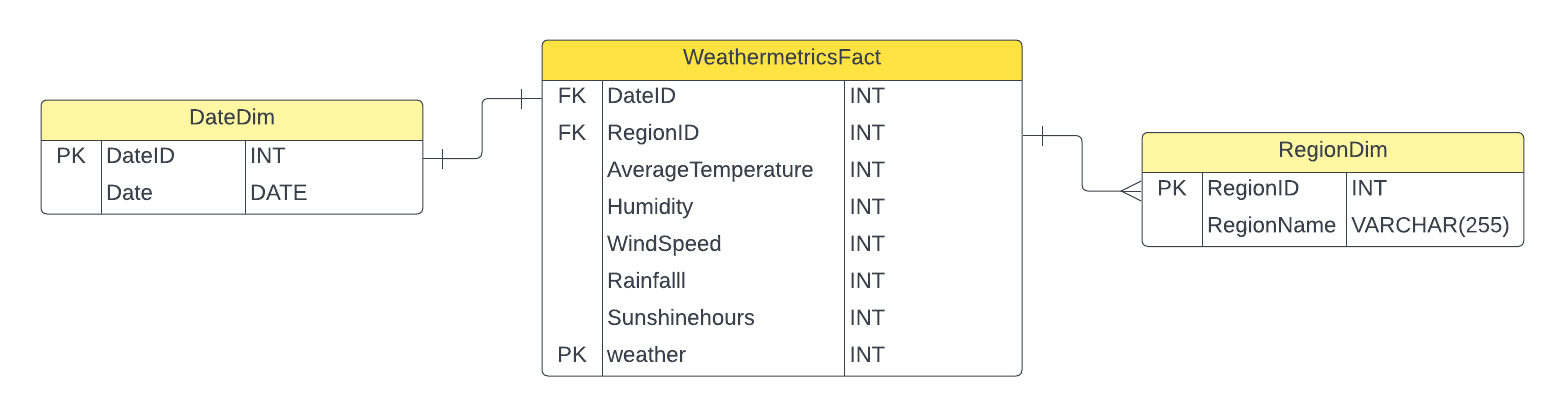 WeathermetricsFact
FK DateID INT
FK RegionID INT
AverageTemperature INT
Humidity INT
WindSpeed INT
Rainfalll INT
Sunshinehours INT
PK weather INT
DateDim
PK DateID INT
Date DATE
RegionDim
PK RegionID INT
RegionName VARCHAR(255)